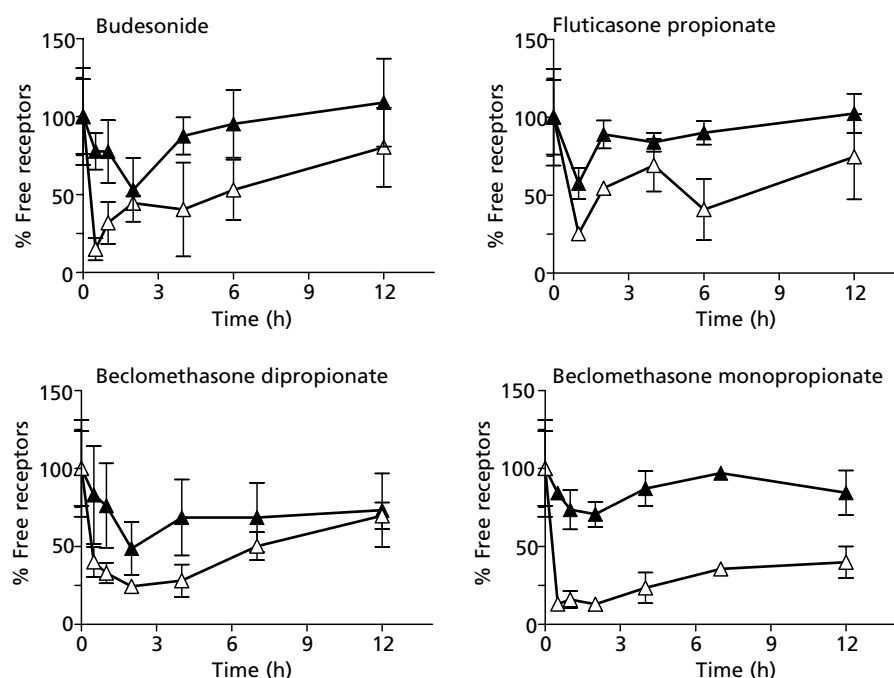 Budesonide
150
100
50
0
% Free receptors
0 3 6 9 12
Time (h)
Fluticasone propionate
150
100
50
0
% Free receptors
0 3 6 9 12
Time (h)
Beclomethasone dipropionate
150
100
50
0
% Free receptors
0 3 6 9 12
Time (h)
Beclomethasone monopropionate
150
100
50
0
% Free receptors
0 3 6 9 12
Time (h)